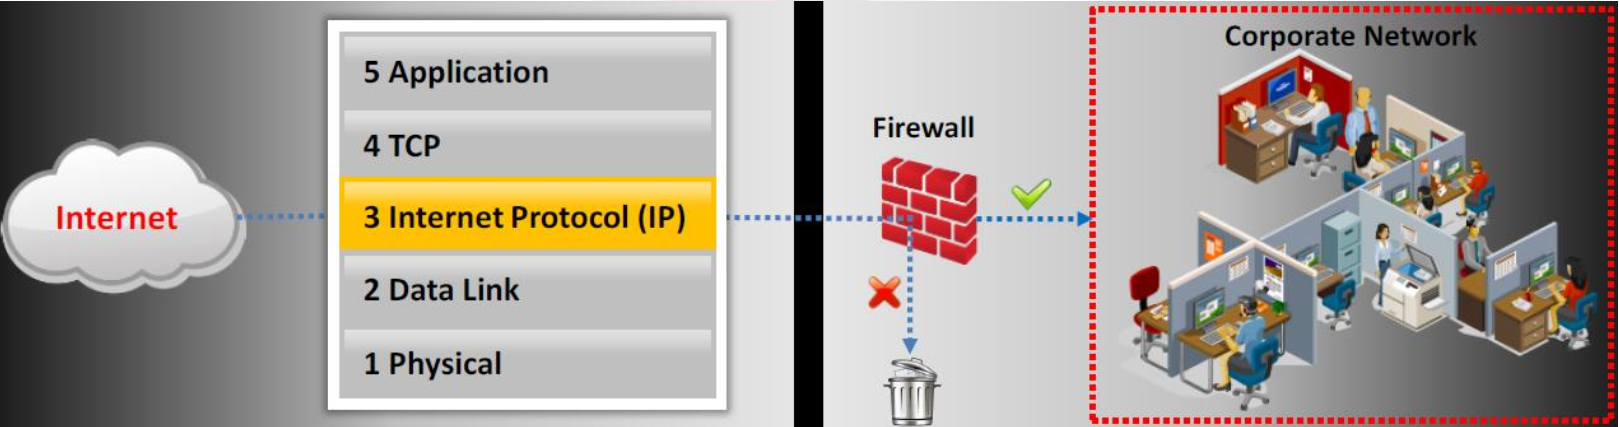 Internet
5 Application
4 TCP
3 Internet Protocol (IP)
2 Data Link
1 Physical
Firewall
Corporate Network